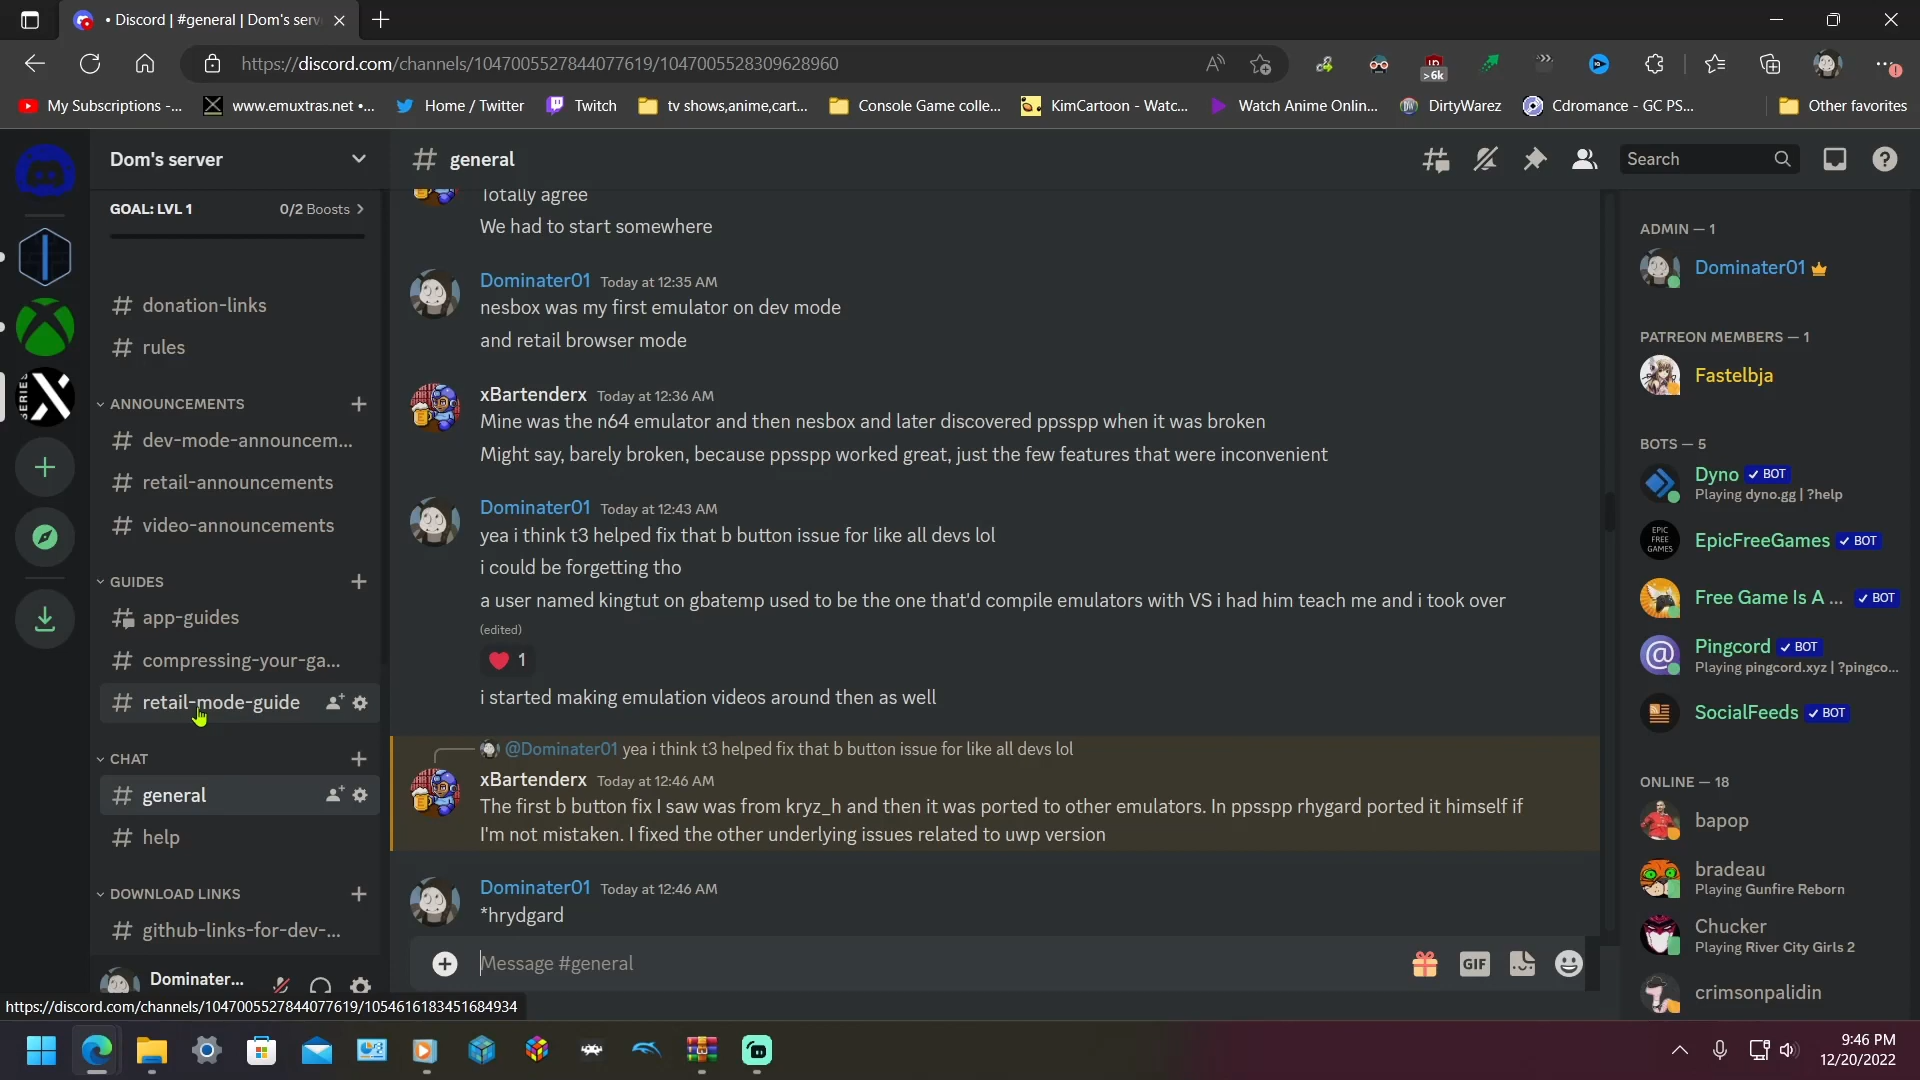 • Discord | #general | Dom's serv
https://discord.com/channels/1047005527844077619/1047005528309628960
>6k
My Subscriptions -...
www.emuxtras.net •...
Home / Twitter
Twitch
tv shows,anime,cart...
Console Game colle...
KimCartoon - Watc...
Watch Anime Onlin...
DirtyWarez
Cdromance - GC PS...
Other favorites
Dom's server
GOAL: LVL 1
0/2 Boosts >
donation-links
rules
ANNOUNCEMENTS
dev-mode-announcem...
retail-announcements
video-announcements
GUIDES
app-guides
compressing-your-ga...
retail-mode-guide
CHAT
general
help
DOWNLOAD LINKS
github-links-for-dev-...
Dominater...
SERIES X
general
Search
Totally agree
We had to start somewhere
Dominater01 Today at 12:35 AM
nesbox was my first emulator on dev mode
and retail browser mode
xBartenderx Today at 12:36 AM
Mine was the n64 emulator and then nesbox and later discovered ppsspp when it was broken
Might say, barely broken, because ppsspp worked great, just the few features that were inconvenient
Dominater01 Today at 12:43 AM
yea i think t3 helped fix that b button issue for like all devs lol
i could be forgetting tho
a user named kingtut on gbatemp used to be the one that'd compile emulators with VS i had him teach me and i took over
(edited)
1
i started making emulation videos around then as well
@Dominater01 yea i think t3 helped fix that b button issue for like all devs lol
xBartenderx Today at 12:46 AM
The first b button fix I saw was from kryz_h and then it was ported to other emulators. In ppsspp rhygard ported it himself if
I'm not mistaken. I fixed the other underlying issues related to uwp version
Dominater01 Today at 12:46 AM
*hrydgard
Message #general
GIF
ADMIN — 1
Dominater01
PATREON MEMBERS — 1
Fastelbja
BOTS — 5
Dyno ✓ BOT
Playing dyno.gg | ?help
EPIC FREE GAMES
EpicFreeGames ✓ BOT
Free Game Is A ... ✓ BOT
Pingcord ✓ BOT
Playing pingcord.xyz | ?pingco...
SocialFeeds ✓ BOT
ONLINE — 18
bapop
bradeau
Playing Gunfire Reborn
Chucker
Playing River City Girls 2
crimsonpalidin
https://discord.com/channels/1047005527844077619/1054616183451684934
9:46 PM
12/20/2022